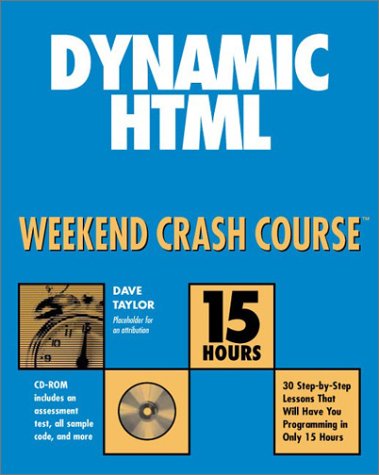 DYNAMIC
HTML
WEEKEND CRASH COURSE™
DAVE
TAYLOR
Placeholder for
an attribution
15
HOURS
CD-ROM
includes an
assessment
test, all sample
code, and more
30 Step-by-Step
Lessons That
Will Have You
Programming in
Only 15 Hours